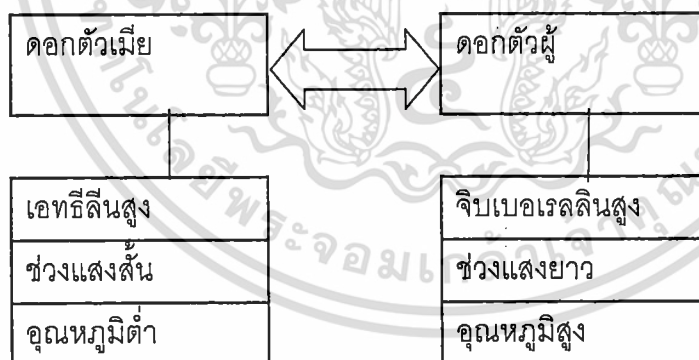 ดอกตัวเมีย
ดอกตัวผู้
เอทธีลีนสูง
ช่วงแสงสั้น
อุณหภูมิต่ำ
จิบเบอเรลลินสูง
ช่วงแสงยาว
อุณหภูมิสูง